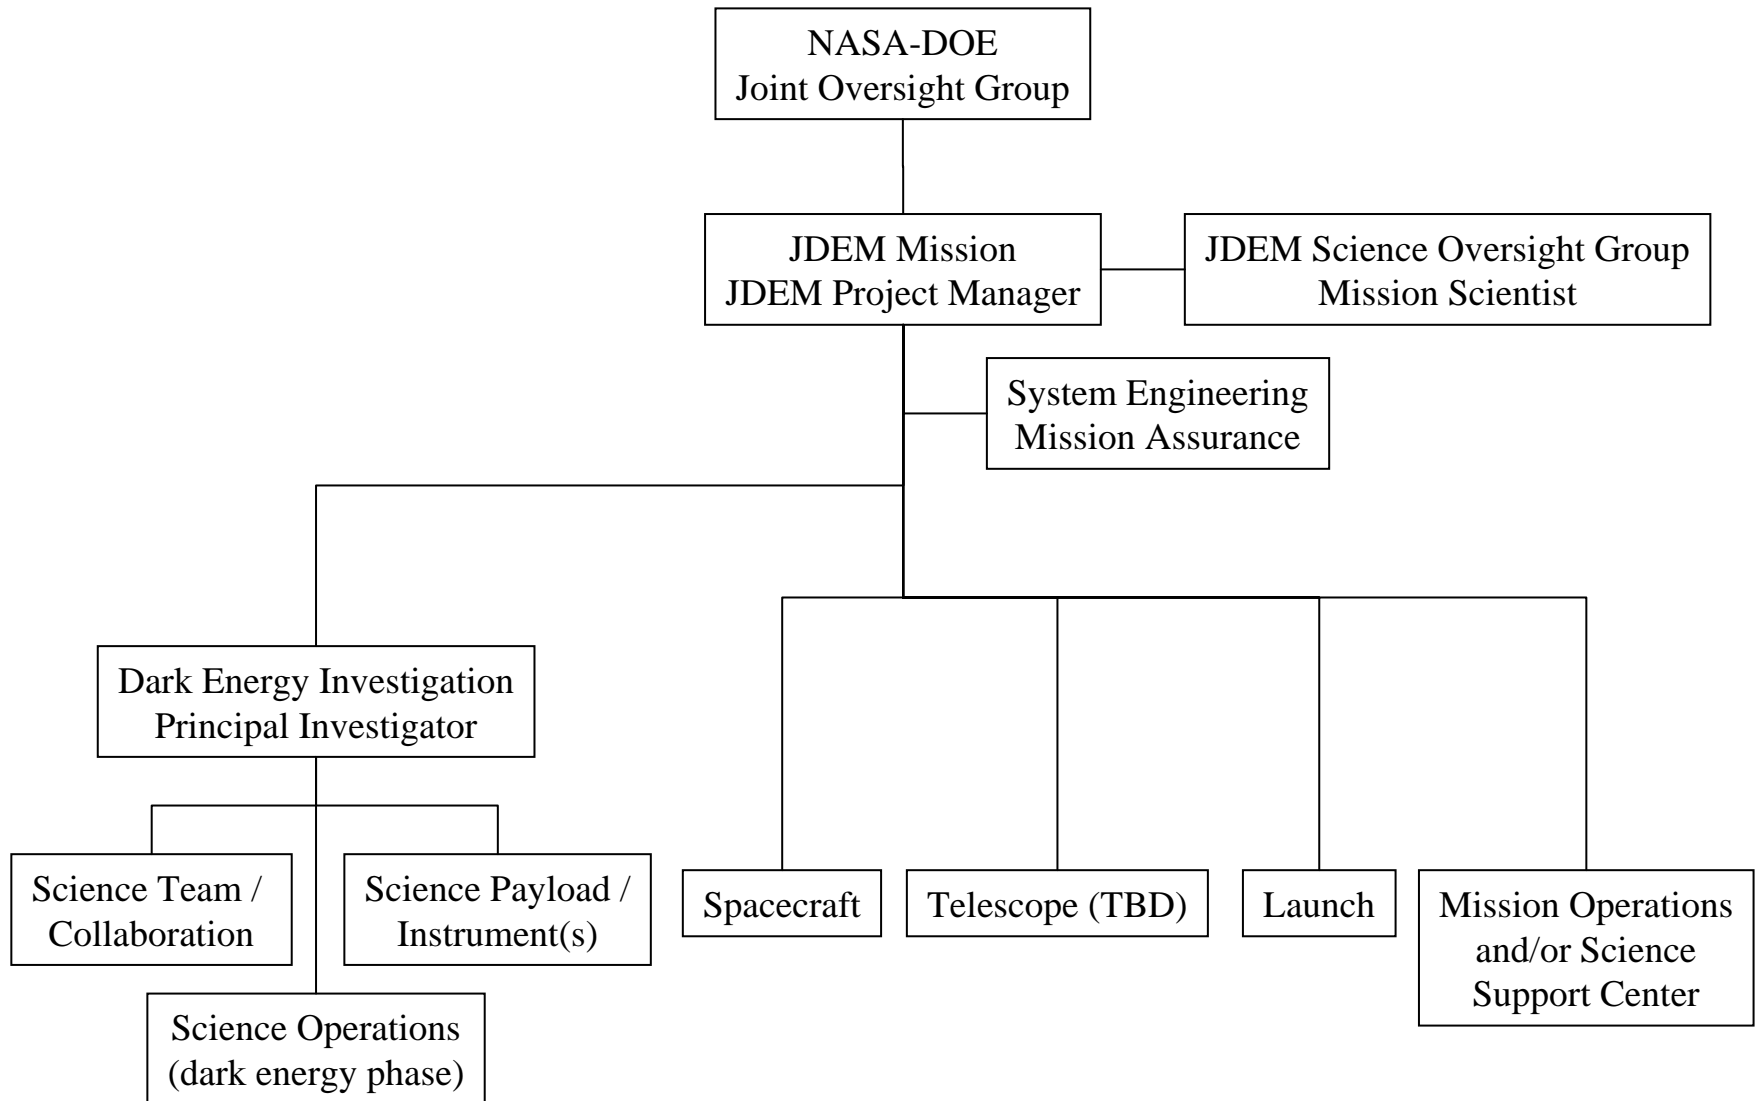 NASA-DOE
Joint Oversight Group
JDEM Mission
JDEM Project Manager
JDEM Science Oversight Group
Mission Scientist
System Engineering
Mission Assurance
Dark Energy Investigation
Principal Investigator
Science Team /
Collaboration
Science Payload /
Instrument(s)
Science Operations
(dark energy phase)
Spacecraft
Telescope (TBD)
Launch
Mission Operations
and/or Science
Support Center